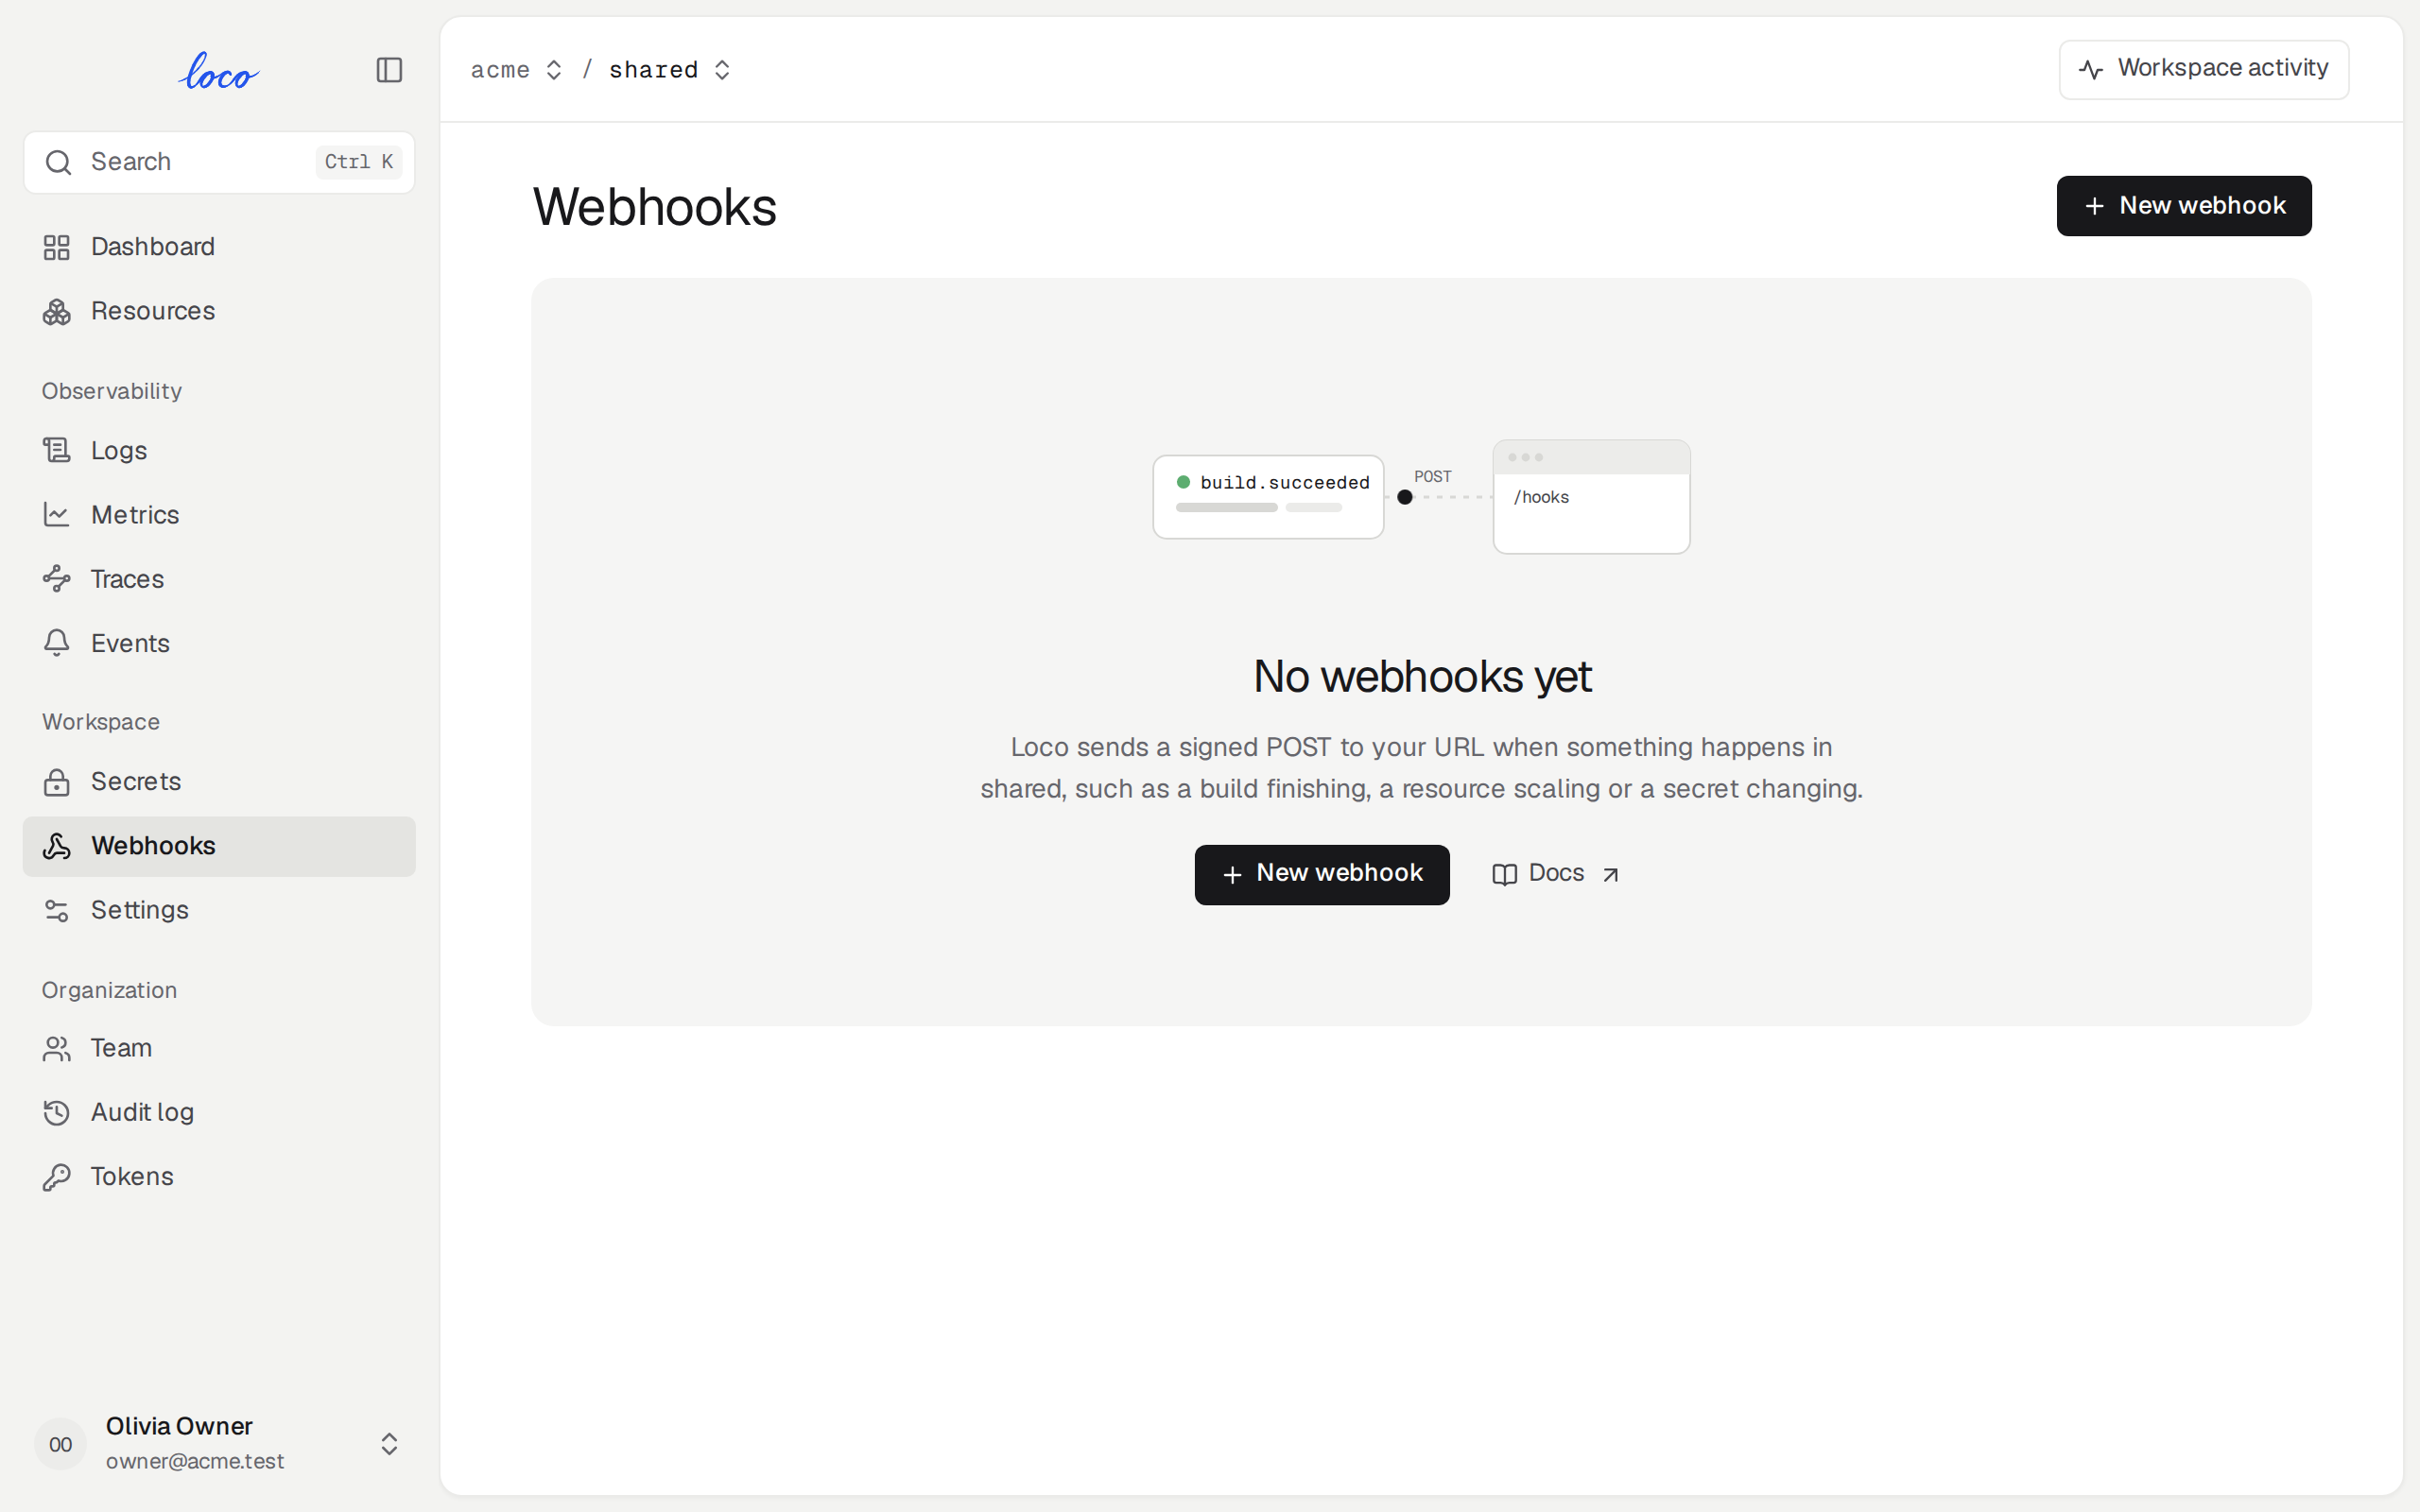 loco
Search
Ctrl K
Dashboard
Resources
Observability
Logs
Metrics
Traces
Events
Workspace
Secrets
Webhooks
Settings
Organization
Team
Audit log
Tokens
OO
Olivia Owner
owner@acme.test
acme / shared
Workspace activity
Webhooks
New webhook
build.succeeded
POST
/hooks
No webhooks yet
Loco sends a signed POST to your URL when something happens in
shared, such as a build finishing, a resource scaling or a secret changing.
New webhook
Docs